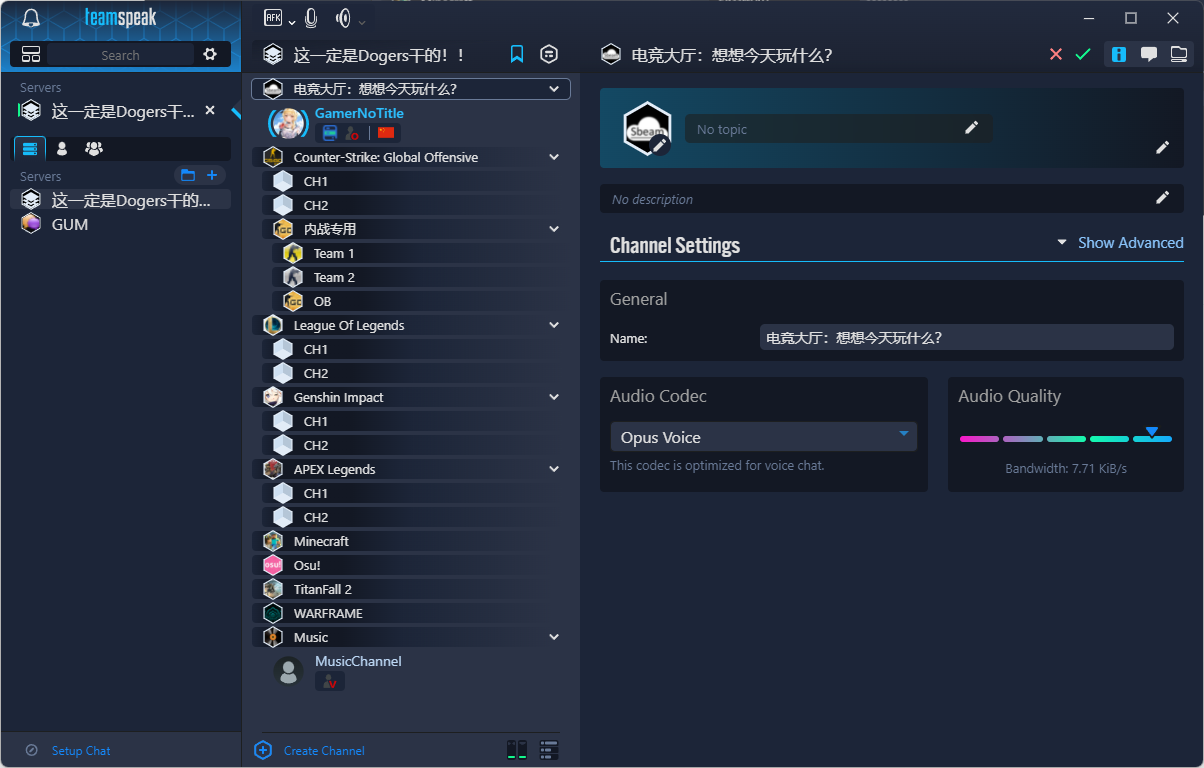 teamspeak
Search
Servers
这一定是Dogers干...
Servers
这一定是Dogers干的...
GUM
Setup Chat
AFK
这一定是Dogers干的！！
电竞大厅：想想今天玩什么？
GamerNoTitle
Counter-Strike: Global Offensive
CH1
CH2
内战专用
Team 1
Team 2
OB
League Of Legends
CH1
CH2
Genshin Impact
CH1
CH2
APEX Legends
CH1
CH2
Minecraft
osu!
Osu!
TitanFall 2
WARFRAME
Music
MusicChannel
Create Channel
电竞大厅：想想今天玩什么？
Sbeam
No topic
No description
Channel Settings
Show Advanced
General
Name:
电竞大厅：想想今天玩什么？
Audio Codec
Opus Voice
This codec is optimized for voice chat.
Audio Quality
Bandwidth: 7.71 KiB/s